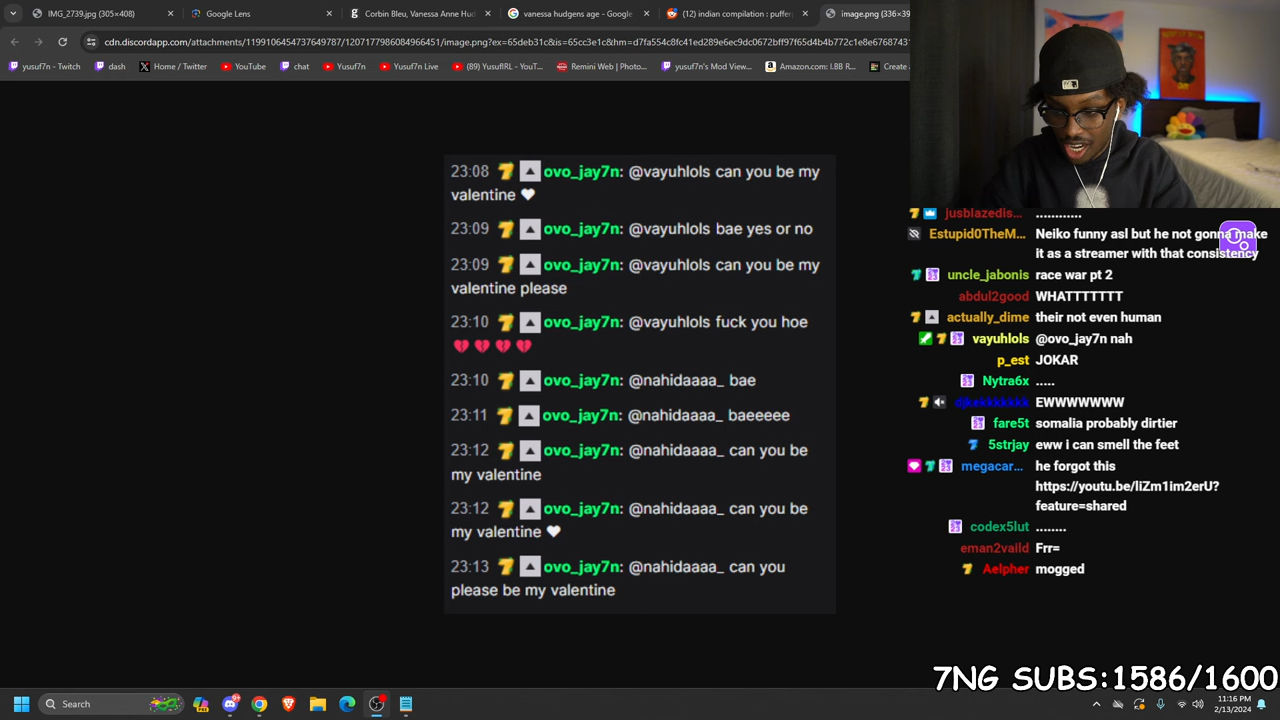 IMG_2739.jpg (305×408)
Google Lens
Corbin Bleu, Vanessa Anne Hud
vanessa hudgens age - Google
(12) indian compilation : puffer
image.png (336×39
cdn.discordapp.com/attachments/1199106454737649787/1207177986084966451/image.png?ex=65deb31c&is=65cc3e1c&hm=d7fa554c8fc41ed289e6ec9dc0672bff97f65d4b4b772c1e8e6768743
yusuf7n - Twitch
dash
Home / Twitter
YouTube
chat
Yusuf7n
Yusuf7n Live
(89) YusufIRL - YouT...
Remini Web | Photo...
yusuf7n's Mod View...
Amazon.com: LBB R...
Create a
23:08 ovo_jay7n: @vayuhlols can you be my
valentine 🤍
23:09 ovo_jay7n: @vayuhlols bae yes or no
23:09 ovo_jay7n: @vayuhlols can you be my
valentine please
23:10 ovo_jay7n: @vayuhlols fuck you hoe
💔 💔 💔 💔
23:10 ovo_jay7n: @nahidaaaa_ bae
23:11 ovo_jay7n: @nahidaaaa_ baeeeee
23:12 ovo_jay7n: @nahidaaaa_ can you be
my valentine
23:12 ovo_jay7n: @nahidaaaa_ can you be
my valentine 🤍
23:13 ovo_jay7n: @nahidaaaa_ can you
please be my valentine
jusblazedis... ............
Estupid0TheM... Neiko funny asl but he not gonna make
it as a streamer with that consistency
uncle_jabonis race war pt 2
abdul2good WHATTTTTTT
actually_dime their not even human
vayuhlols @ovo_jay7n nah
p_est JOKAR
Nytra6x .....
EWWWWWWW
fare5t somalia probably dirtier
5strjay eww i can smell the feet
megacar... he forgot this
https://youtu.be/liZm1im2erU?
feature=shared
codex5lut ........
eman2vaild Frr=
Aelpher mogged
7NG SUBS:1586/1600
Search
11:16 PM
2/13/2024